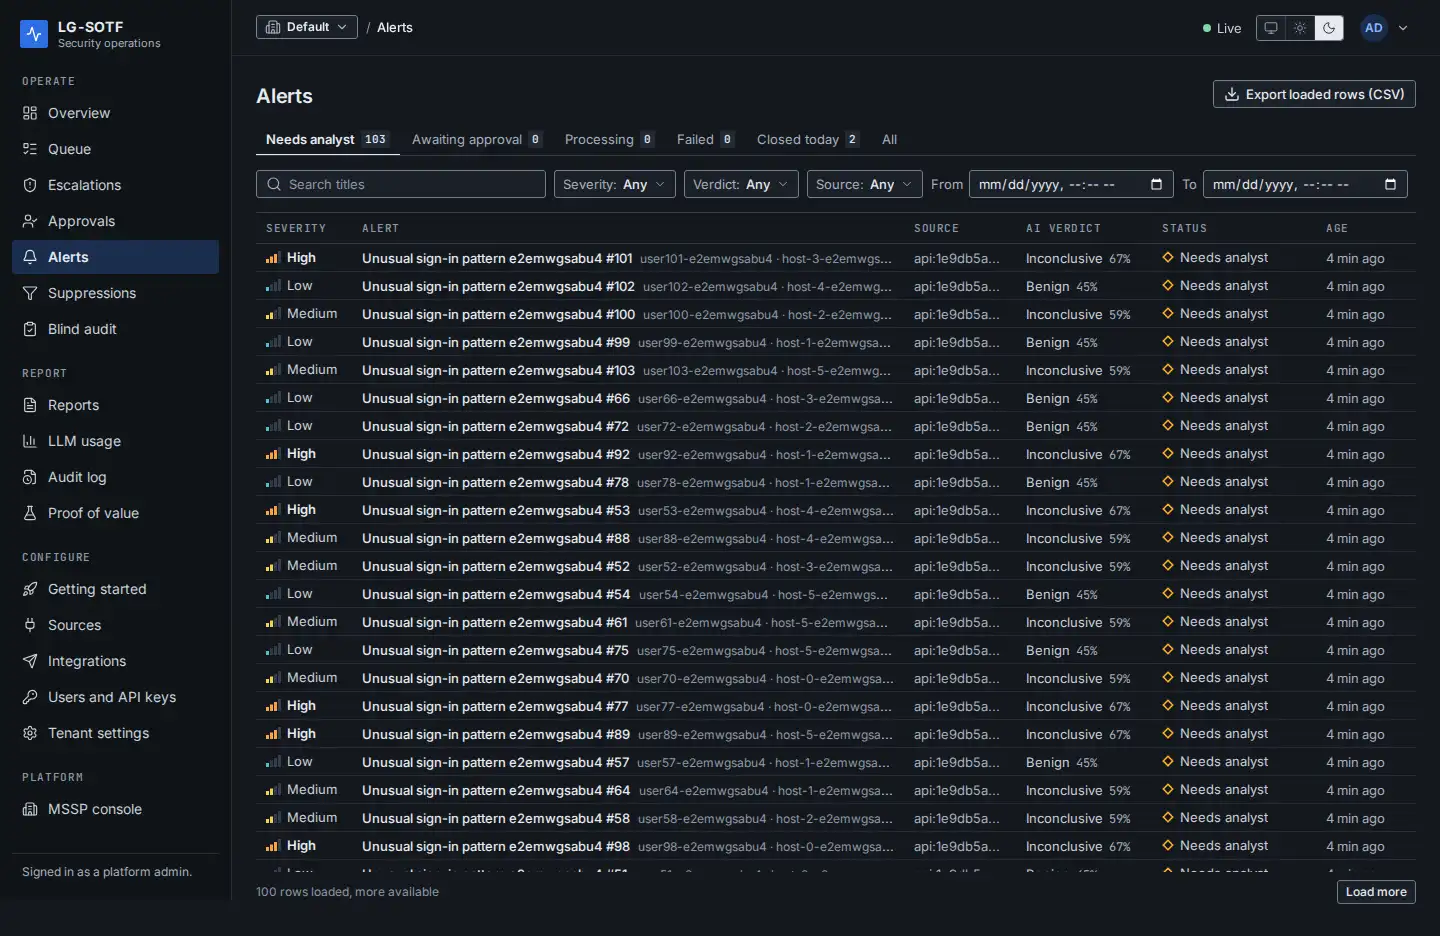 LG-SOTF
Security operations
OPERATE
Overview
Queue
Escalations
Approvals
Alerts
Suppressions
Blind audit
REPORT
Reports
LLM usage
Audit log
Proof of value
CONFIGURE
Getting started
Sources
Integrations
Users and API keys
Tenant settings
PLATFORM
MSSP console
Signed in as a platform admin.
Default / Alerts
Live
AD
Alerts
Export loaded rows (CSV)
Needs analyst 103 Awaiting approval 0 Processing 0 Failed 0 Closed today 2 All
Search titles Severity: Any Verdict: Any Source: Any From mm/dd/yyyy, --:-- -- To mm/dd/yyyy, --:-- --
SEVERITY ALERT SOURCE AI VERDICT STATUS AGE
High Unusual sign-in pattern e2emwgsabu4 #101 user101-e2emwgsabu4 · host-3-e2emwgs... api:1e9db5a... Inconclusive 67% Needs analyst 4 min ago
Low Unusual sign-in pattern e2emwgsabu4 #102 user102-e2emwgsabu4 · host-4-e2emwg... api:1e9db5a... Benign 45% Needs analyst 4 min ago
Medium Unusual sign-in pattern e2emwgsabu4 #100 user100-e2emwgsabu4 · host-2-e2emwg... api:1e9db5a... Inconclusive 59% Needs analyst 4 min ago
Low Unusual sign-in pattern e2emwgsabu4 #99 user99-e2emwgsabu4 · host-1-e2emwgsa... api:1e9db5a... Benign 45% Needs analyst 4 min ago
Medium Unusual sign-in pattern e2emwgsabu4 #103 user103-e2emwgsabu4 · host-5-e2emwg... api:1e9db5a... Inconclusive 59% Needs analyst 4 min ago
Low Unusual sign-in pattern e2emwgsabu4 #66 user66-e2emwgsabu4 · host-3-e2emwgs... api:1e9db5a... Benign 45% Needs analyst 4 min ago
Low Unusual sign-in pattern e2emwgsabu4 #72 user72-e2emwgsabu4 · host-2-e2emwgs... api:1e9db5a... Benign 45% Needs analyst 4 min ago
High Unusual sign-in pattern e2emwgsabu4 #92 user92-e2emwgsabu4 · host-1-e2emwgs... api:1e9db5a... Inconclusive 67% Needs analyst 4 min ago
Low Unusual sign-in pattern e2emwgsabu4 #78 user78-e2emwgsabu4 · host-1-e2emwgsa... api:1e9db5a... Benign 45% Needs analyst 4 min ago
High Unusual sign-in pattern e2emwgsabu4 #53 user53-e2emwgsabu4 · host-4-e2emwgs... api:1e9db5a... Inconclusive 67% Needs analyst 4 min ago
Medium Unusual sign-in pattern e2emwgsabu4 #88 user88-e2emwgsabu4 · host-4-e2emwgs... api:1e9db5a... Inconclusive 59% Needs analyst 4 min ago
Medium Unusual sign-in pattern e2emwgsabu4 #52 user52-e2emwgsabu4 · host-3-e2emwgs... api:1e9db5a... Inconclusive 59% Needs analyst 4 min ago
Low Unusual sign-in pattern e2emwgsabu4 #54 user54-e2emwgsabu4 · host-5-e2emwgs... api:1e9db5a... Benign 45% Needs analyst 4 min ago
Medium Unusual sign-in pattern e2emwgsabu4 #61 user61-e2emwgsabu4 · host-5-e2emwgsa... api:1e9db5a... Inconclusive 59% Needs analyst 4 min ago
Low Unusual sign-in pattern e2emwgsabu4 #75 user75-e2emwgsabu4 · host-5-e2emwgs... api:1e9db5a... Benign 45% Needs analyst 4 min ago
Medium Unusual sign-in pattern e2emwgsabu4 #70 user70-e2emwgsabu4 · host-0-e2emwgs... api:1e9db5a... Inconclusive 59% Needs analyst 4 min ago
High Unusual sign-in pattern e2emwgsabu4 #77 user77-e2emwgsabu4 · host-0-e2emwgsa... api:1e9db5a... Inconclusive 67% Needs analyst 4 min ago
High Unusual sign-in pattern e2emwgsabu4 #89 user89-e2emwgsabu4 · host-5-e2emwgs... api:1e9db5a... Inconclusive 67% Needs analyst 4 min ago
Low Unusual sign-in pattern e2emwgsabu4 #57 user57-e2emwgsabu4 · host-1-e2emwgsa... api:1e9db5a... Benign 45% Needs analyst 4 min ago
Medium Unusual sign-in pattern e2emwgsabu4 #64 user64-e2emwgsabu4 · host-1-e2emwgsa... api:1e9db5a... Inconclusive 59% Needs analyst 4 min ago
Medium Unusual sign-in pattern e2emwgsabu4 #58 user58-e2emwgsabu4 · host-2-e2emwgsa... api:1e9db5a... Inconclusive 59% Needs analyst 4 min ago
High Unusual sign-in pattern e2emwgsabu4 #98 user98-e2emwgsabu4 · host-0-e2emwgsa... api:1e9db5a... Inconclusive 67% Needs analyst 4 min ago
100 rows loaded, more available
Load more